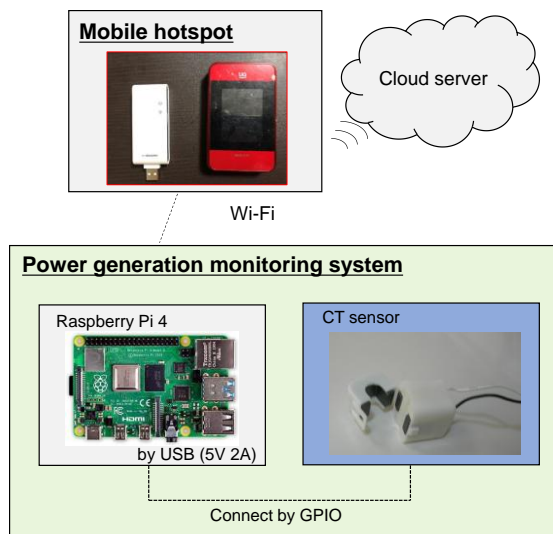 Mobile hotspot
Cloud server
Wi-Fi
Power generation monitoring system
Raspberry Pi 4
CT sensor
HDMI
by USB (5V 2A)
Connect by GPIO